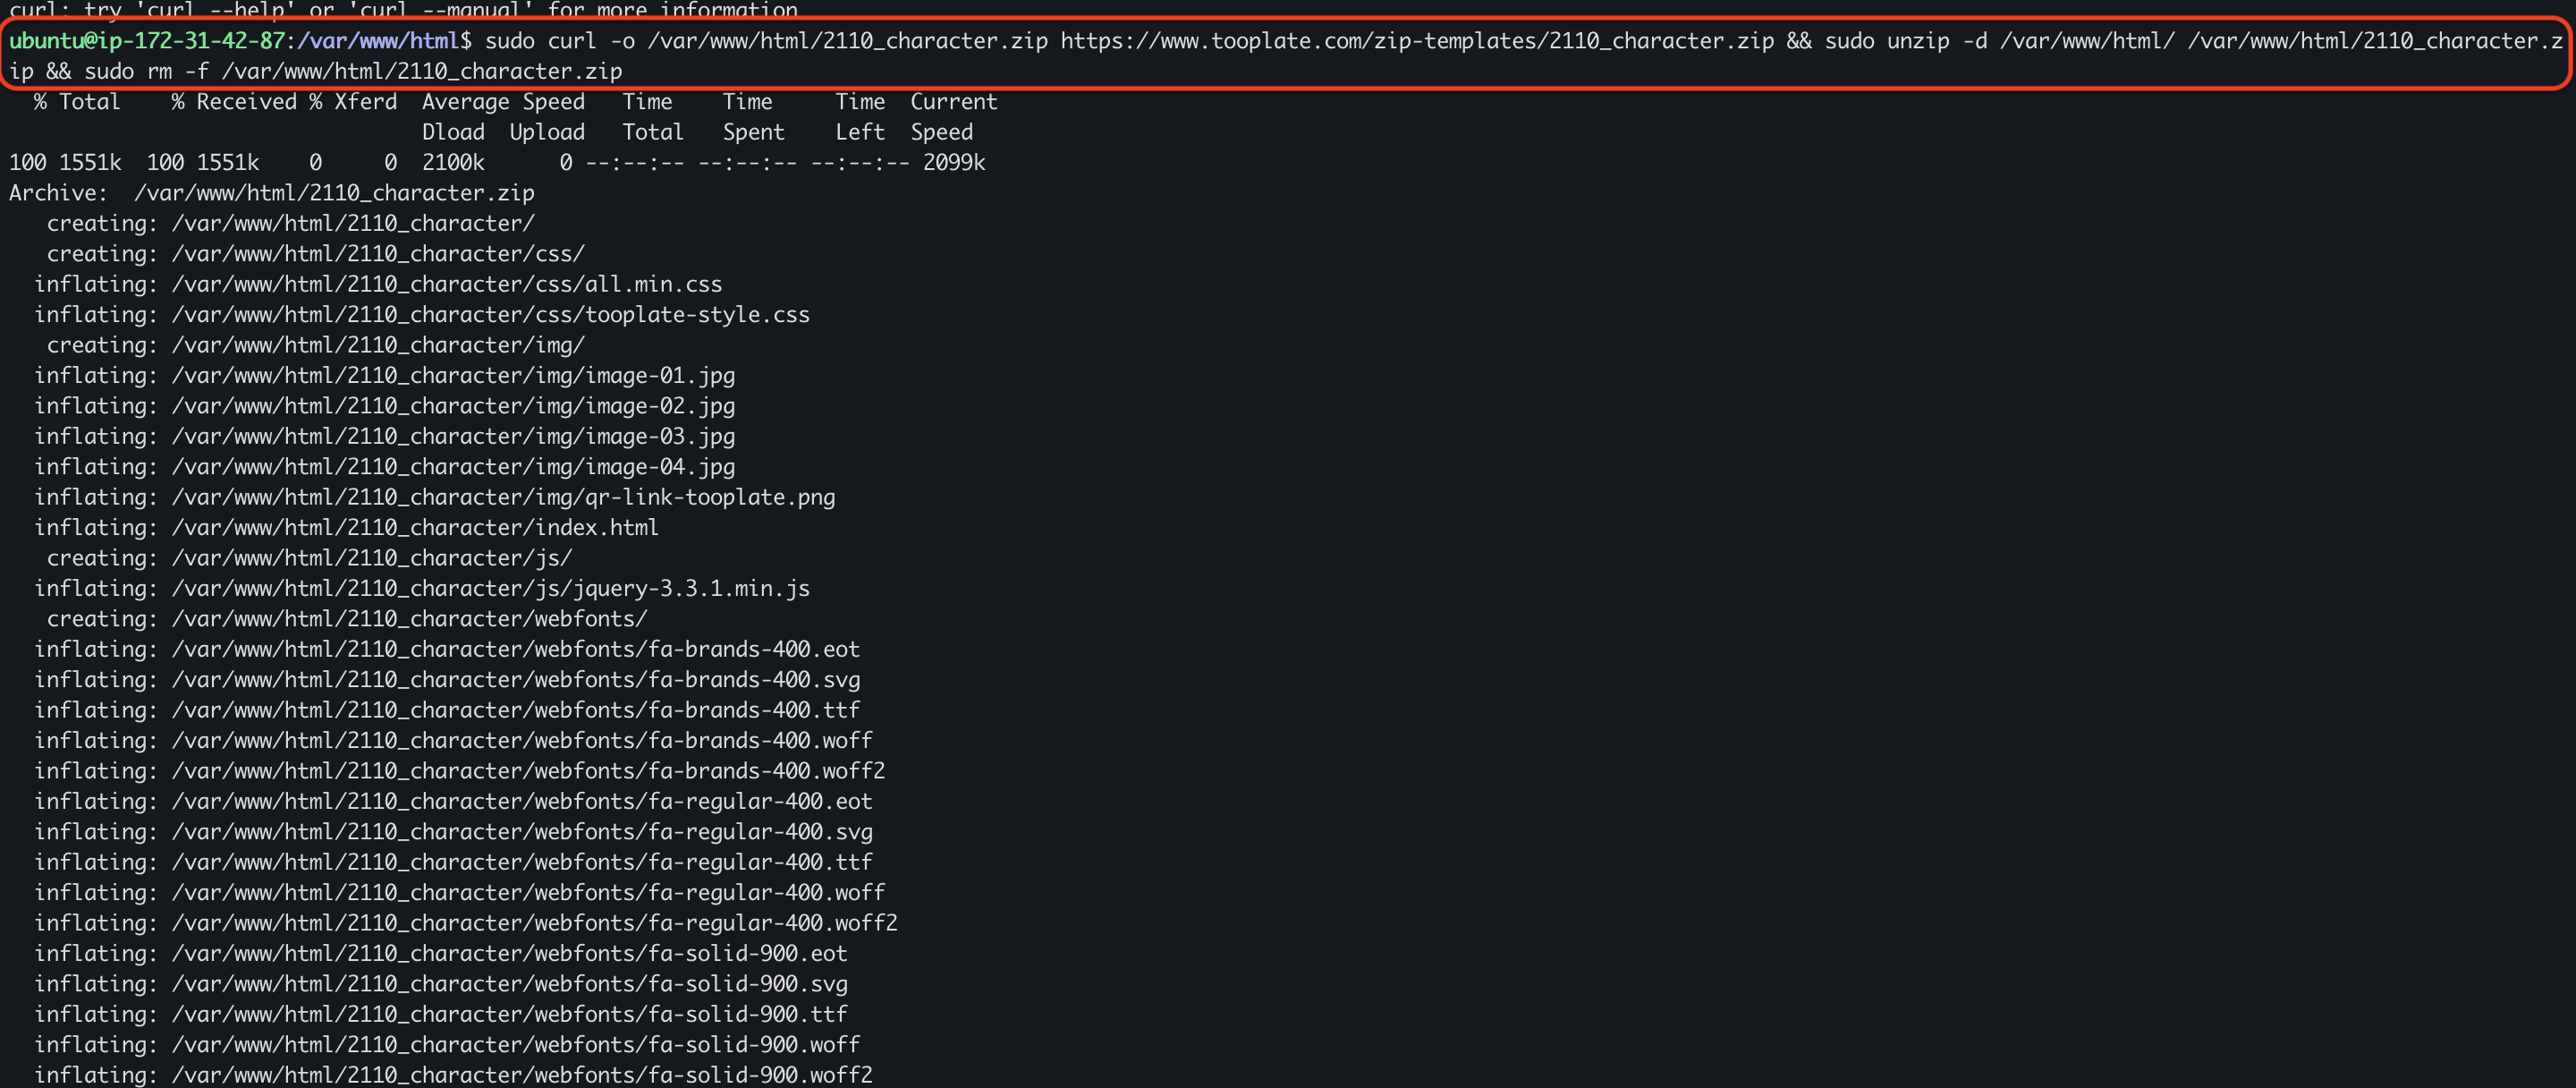 curl: try 'curl --help' or 'curl --manual' for more information
ubuntu@ip-172-31-42-87:/var/www/html$ sudo curl -o /var/www/html/2110_character.zip https://www.tooplate.com/zip-templates/2110_character.zip && sudo unzip -d /var/www/html/ /var/www/html/2110_character.z
ip && sudo rm -f /var/www/html/2110_character.zip
  % Total    % Received % Xferd  Average Speed   Time    Time     Time  Current
                                 Dload  Upload   Total   Spent    Left  Speed
100 1551k  100 1551k    0     0  2100k      0 --:--:-- --:--:-- --:--:-- 2099k
Archive:  /var/www/html/2110_character.zip
   creating: /var/www/html/2110_character/
   creating: /var/www/html/2110_character/css/
  inflating: /var/www/html/2110_character/css/all.min.css
  inflating: /var/www/html/2110_character/css/tooplate-style.css
   creating: /var/www/html/2110_character/img/
  inflating: /var/www/html/2110_character/img/image-01.jpg
  inflating: /var/www/html/2110_character/img/image-02.jpg
  inflating: /var/www/html/2110_character/img/image-03.jpg
  inflating: /var/www/html/2110_character/img/image-04.jpg
  inflating: /var/www/html/2110_character/img/qr-link-tooplate.png
  inflating: /var/www/html/2110_character/index.html
   creating: /var/www/html/2110_character/js/
  inflating: /var/www/html/2110_character/js/jquery-3.3.1.min.js
   creating: /var/www/html/2110_character/webfonts/
  inflating: /var/www/html/2110_character/webfonts/fa-brands-400.eot
  inflating: /var/www/html/2110_character/webfonts/fa-brands-400.svg
  inflating: /var/www/html/2110_character/webfonts/fa-brands-400.ttf
  inflating: /var/www/html/2110_character/webfonts/fa-brands-400.woff
  inflating: /var/www/html/2110_character/webfonts/fa-brands-400.woff2
  inflating: /var/www/html/2110_character/webfonts/fa-regular-400.eot
  inflating: /var/www/html/2110_character/webfonts/fa-regular-400.svg
  inflating: /var/www/html/2110_character/webfonts/fa-regular-400.ttf
  inflating: /var/www/html/2110_character/webfonts/fa-regular-400.woff
  inflating: /var/www/html/2110_character/webfonts/fa-regular-400.woff2
  inflating: /var/www/html/2110_character/webfonts/fa-solid-900.eot
  inflating: /var/www/html/2110_character/webfonts/fa-solid-900.svg
  inflating: /var/www/html/2110_character/webfonts/fa-solid-900.ttf
  inflating: /var/www/html/2110_character/webfonts/fa-solid-900.woff
  inflating: /var/www/html/2110_character/webfonts/fa-solid-900.woff2